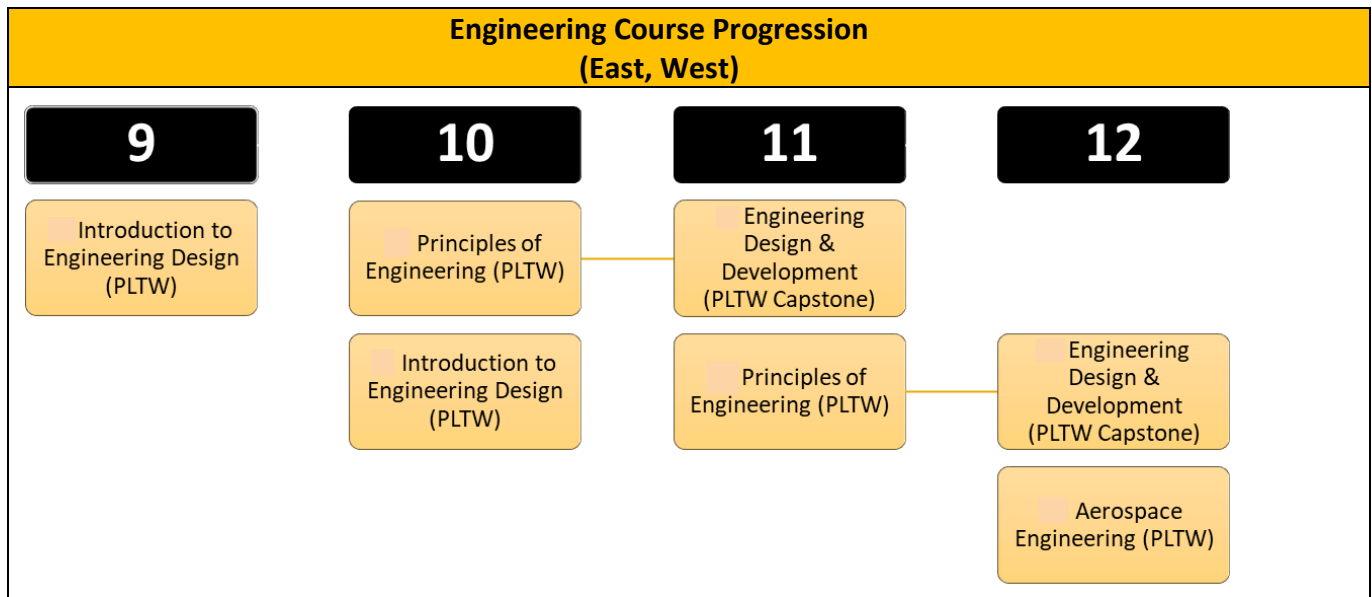 Engineering Course Progression
(East, West)
9
10
11
12
Introduction to
Engineering Design
(PLTW)
Principles of
Engineering (PLTW)
Engineering
Design &
Development
(PLTW Capstone)
Introduction to
Engineering Design
(PLTW)
Principles of
Engineering (PLTW)
Engineering
Design &
Development
(PLTW Capstone)
Aerospace
Engineering (PLTW)